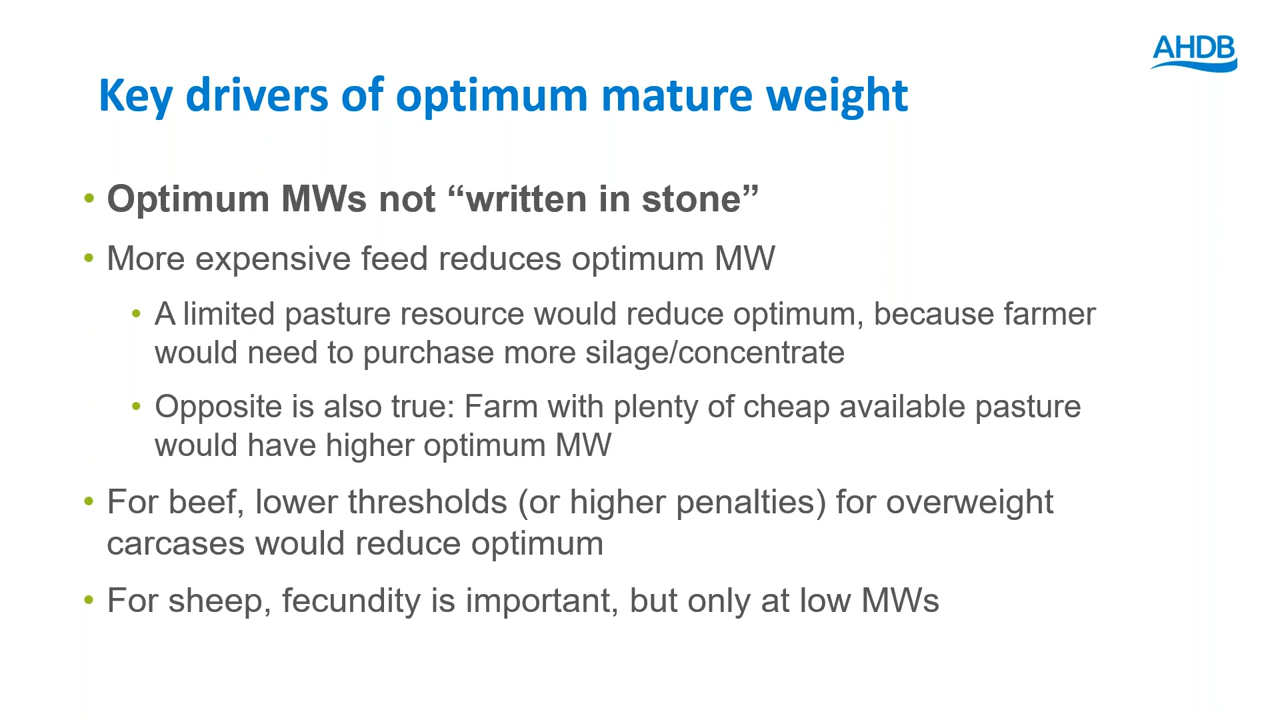 AHDB
Key drivers of optimum mature weight
• Optimum MWs not “written in stone”
• More expensive feed reduces optimum MW
• A limited pasture resource would reduce optimum, because farmer
would need to purchase more silage/concentrate
• Opposite is also true: Farm with plenty of cheap available pasture
would have higher optimum MW
• For beef, lower thresholds (or higher penalties) for overweight
carcases would reduce optimum
• For sheep, fecundity is important, but only at low MWs